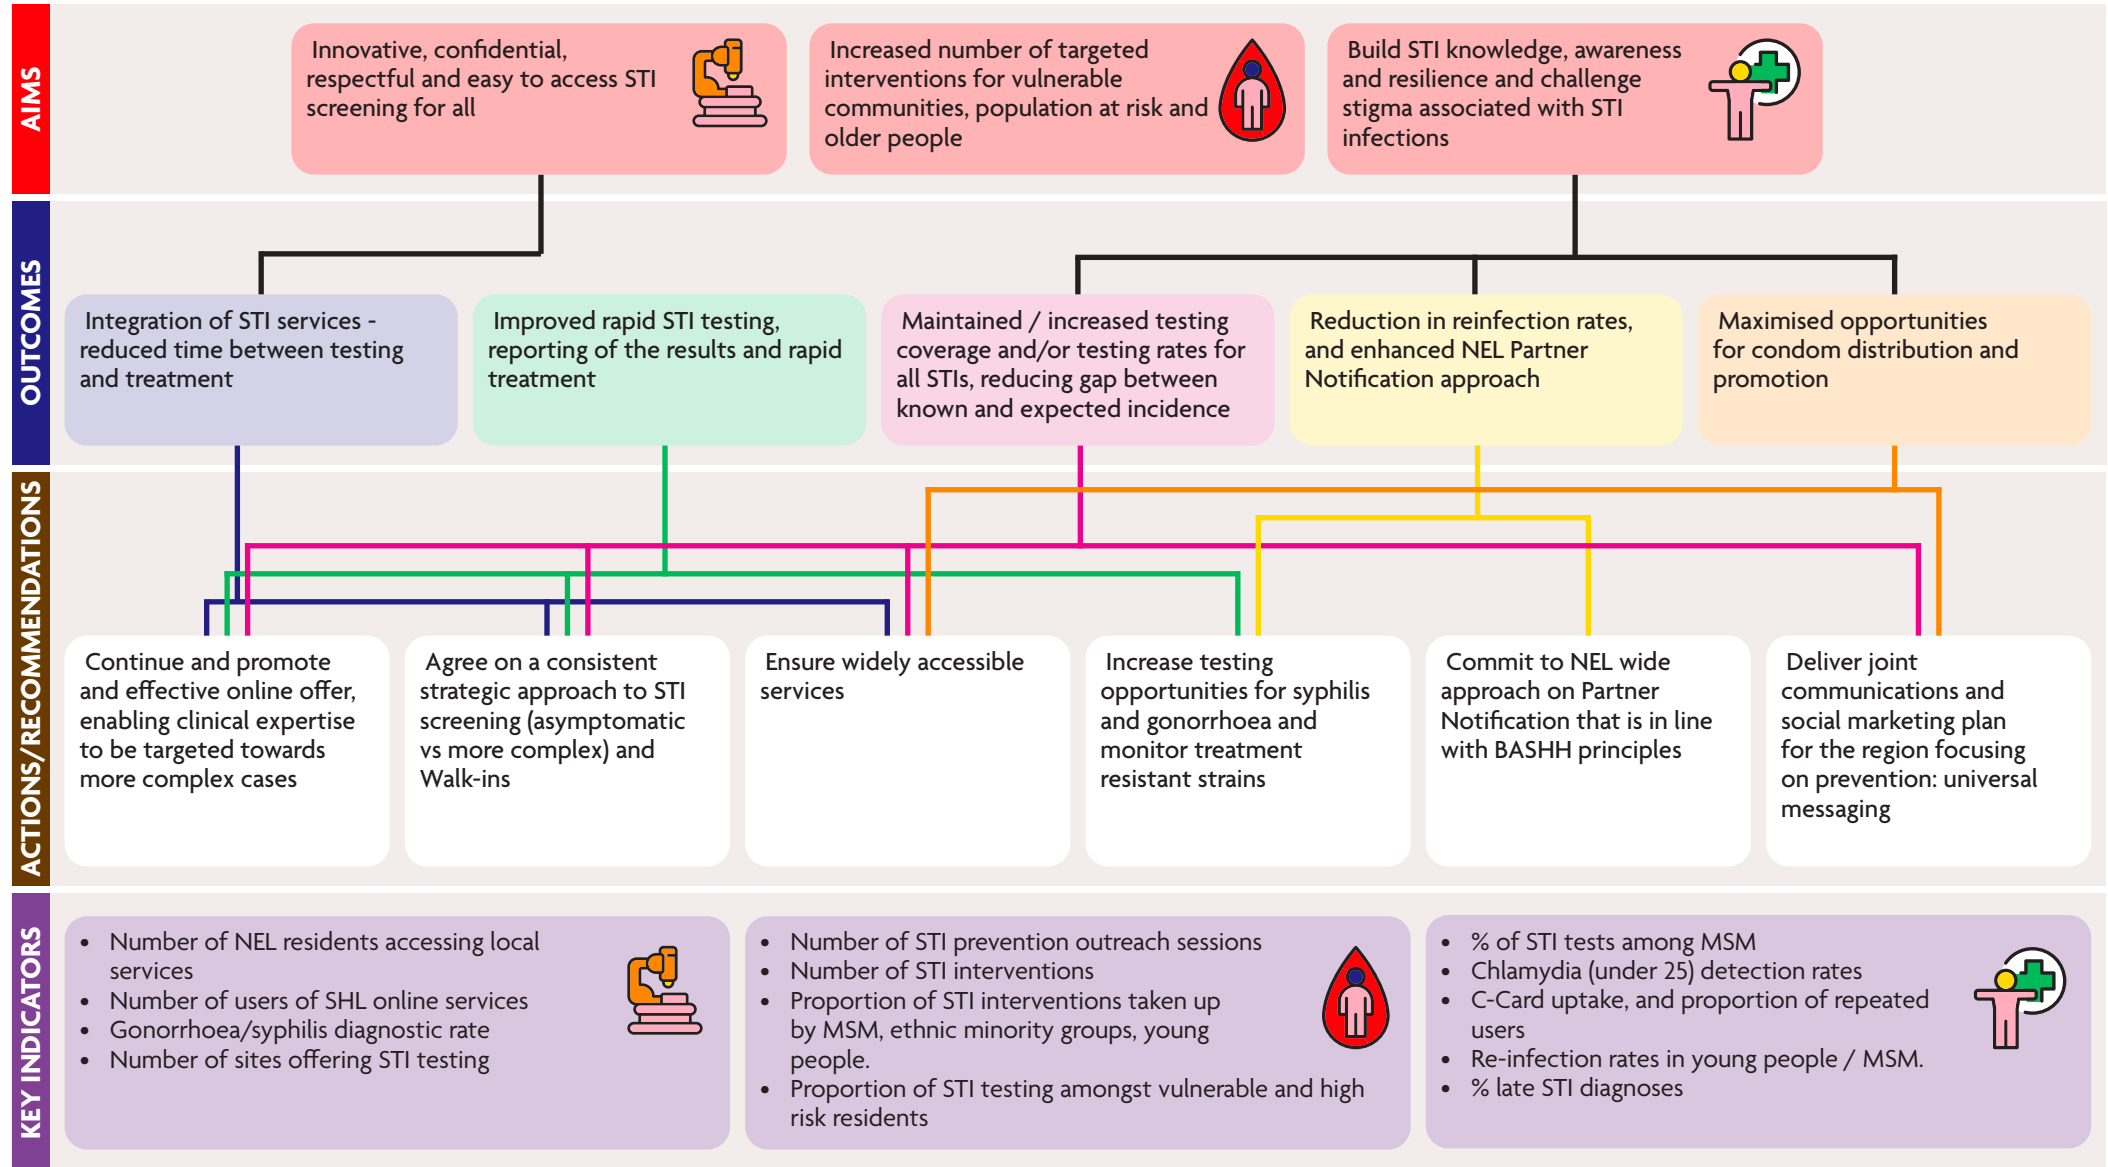 AIMS
Innovative, confidential,
respectful and easy to access STI
screening for all
Increased number of targeted
interventions for vulnerable
communities, population at risk and
older people
Build STI knowledge, awareness
and resilience and challenge
stigma associated with STI
infections
OUTCOMES
Integration of STI services -
reduced time between testing
and treatment
Improved rapid STI testing,
reporting of the results and rapid
treatment
Maintained / increased testing
coverage and/or testing rates for
all STIs, reducing gap between
known and expected incidence
Reduction in reinfection rates,
and enhanced NEL Partner
Notification approach
Maximised opportunities
for condom distribution and
promotion
ACTIONS/RECOMMENDATIONS
Continue and promote
and effective online offer,
enabling clinical expertise
to be targeted towards
more complex cases
Agree on a consistent
strategic approach to STI
screening (asymptomatic
vs more complex) and
Walk-ins
Ensure widely accessible
services
Increase testing
opportunities for syphilis
and gonorrhoea and
monitor treatment
resistant strains
Commit to NEL wide
approach on Partner
Notification that is in line
with BASHH principles
Deliver joint
communications and
social marketing plan
for the region focusing
on prevention: universal
messaging
KEY INDICATORS
• Number of NEL residents accessing local
services
• Number of users of SHL online services
• Gonorrhoea/syphilis diagnostic rate
• Number of sites offering STI testing
• Number of STI prevention outreach sessions
• Number of STI interventions
• Proportion of STI interventions taken up
by MSM, ethnic minority groups, young
people.
• Proportion of STI testing amongst vulnerable and high
risk residents
• % of STI tests among MSM
• Chlamydia (under 25) detection rates
• C-Card uptake, and proportion of repeated
users
• Re-infection rates in young people / MSM.
• % late STI diagnoses